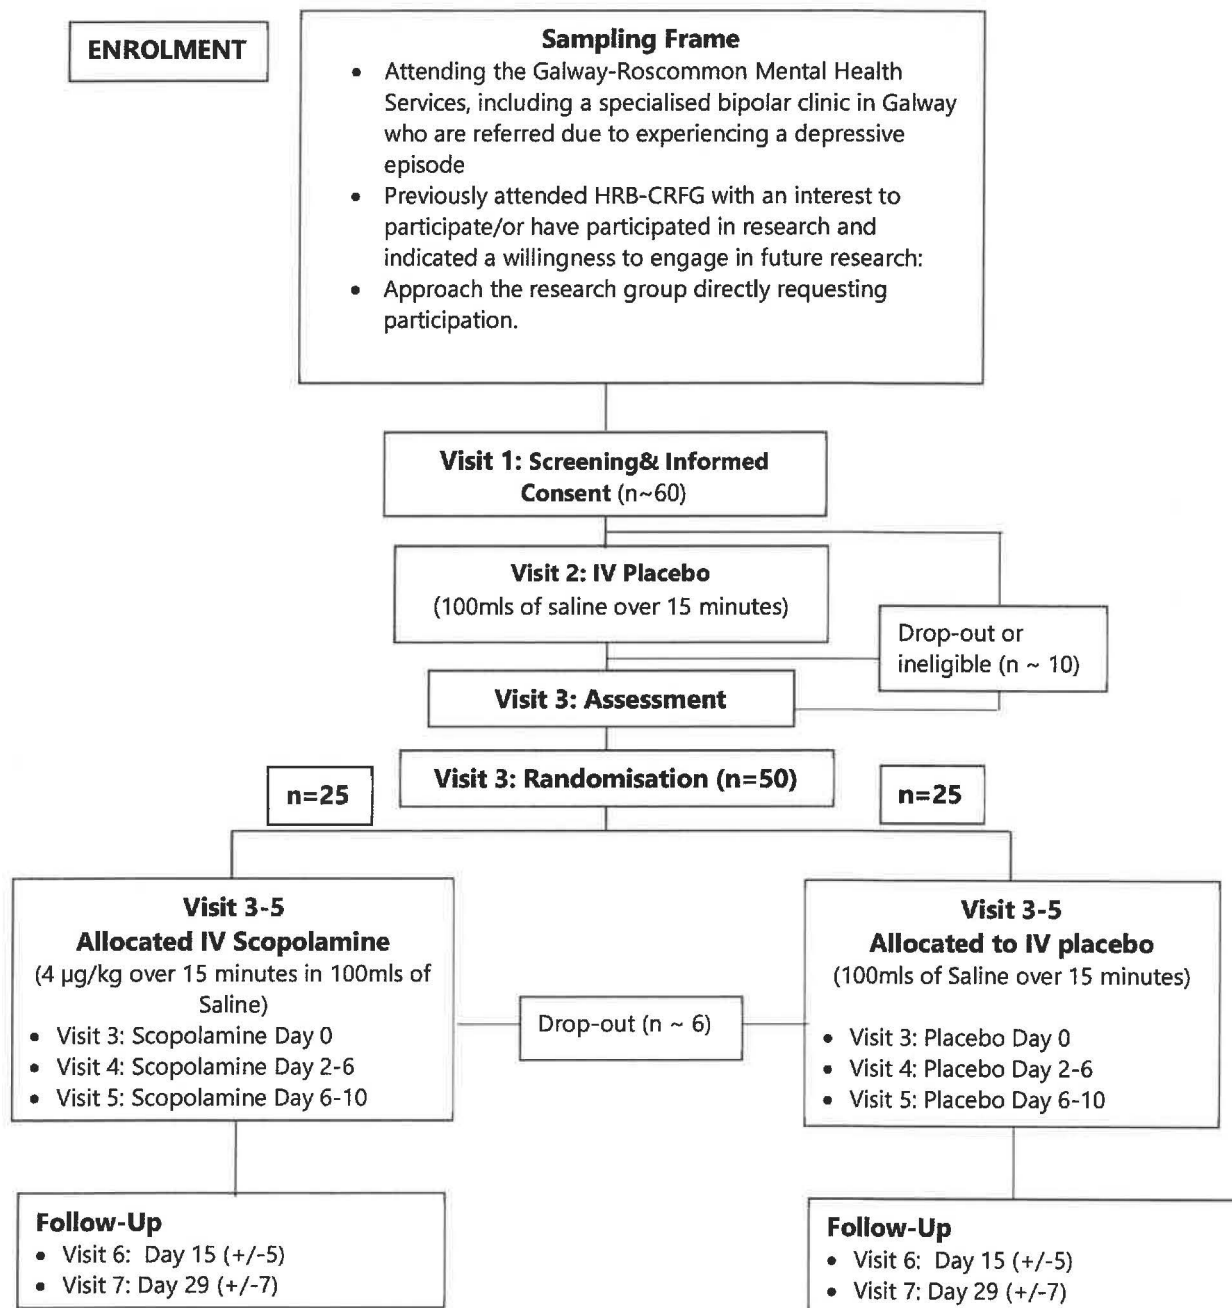 ENROLMENT
Sampling Frame
• Attending the Galway-Roscommon Mental Health
Services, including a specialised bipolar clinic in Galway
who are referred due to experiencing a depressive
episode
• Previously attended HRB-CRFG with an interest to
participate/or have participated in research and
indicated a willingness to engage in future research:
• Approach the research group directly requesting
participation.
Visit 1: Screening& Informed
Consent (n~60)
Visit 2: IV Placebo
(100mls of saline over 15 minutes)
Drop-out or
ineligible (n ~ 10)
Visit 3: Assessment
Visit 3: Randomisation (n=50)
n=25
n=25
Visit 3-5
Allocated IV Scopolamine
(4 µg/kg over 15 minutes in 100mls of
Saline)
• Visit 3: Scopolamine Day 0
• Visit 4: Scopolamine Day 2-6
• Visit 5: Scopolamine Day 6-10
Drop-out (n ~ 6)
Visit 3-5
Allocated to IV placebo
(100mls of Saline over 15 minutes)
• Visit 3: Placebo Day 0
• Visit 4: Placebo Day 2-6
• Visit 5: Placebo Day 6-10
Follow-Up
• Visit 6: Day 15 (+/-5)
• Visit 7: Day 29 (+/-7)
Follow-Up
• Visit 6: Day 15 (+/-5)
• Visit 7: Day 29 (+/-7)